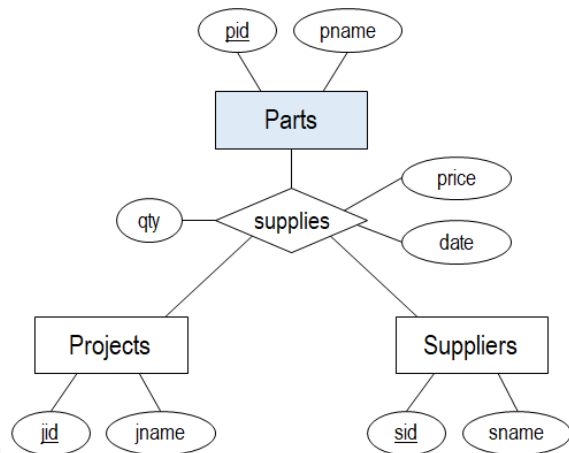 pid
pname
Parts
price
qty
supplies
date
Projects
Suppliers
jid
jname
sid
sname